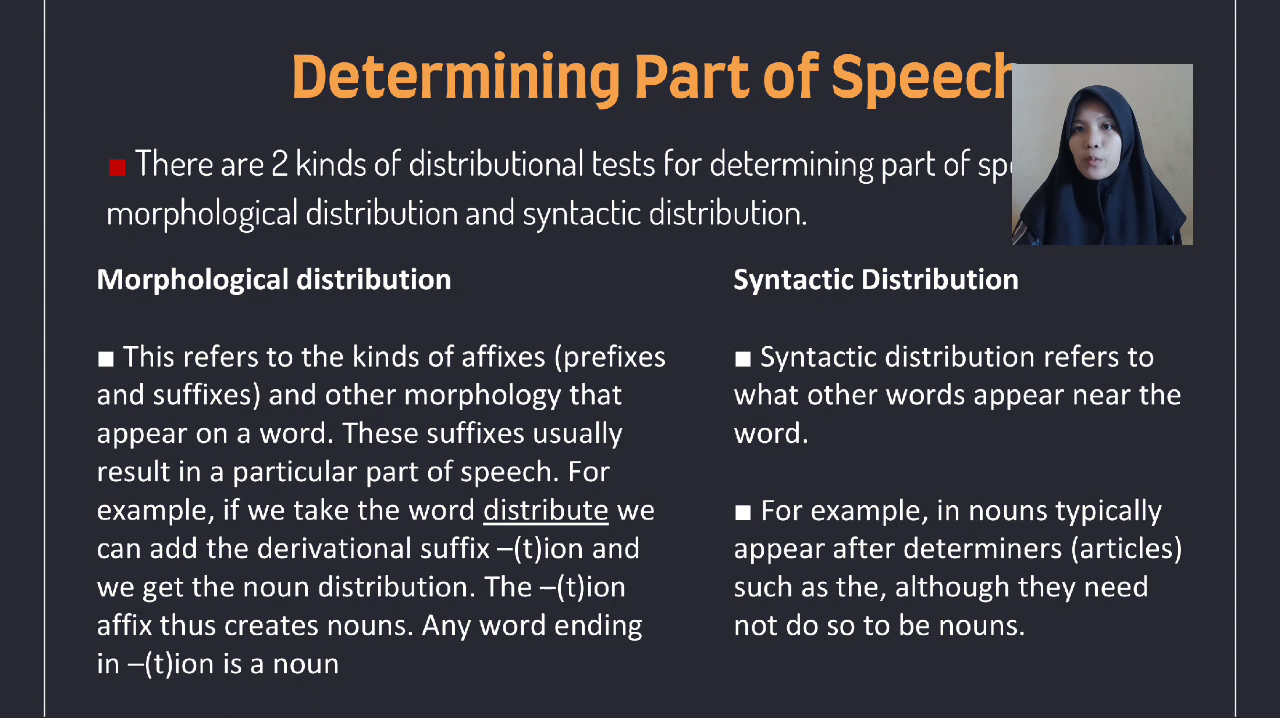 Determining Part of Speech
■ There are 2 kinds of distributional tests for determining part of
morphological distribution and syntactic distribution.
Morphological distribution
■ This refers to the kinds of affixes (prefixes
and suffixes) and other morphology that
appear on a word. These suffixes usually
result in a particular part of speech. For
example, if we take the word distribute we
can add the derivational suffix –(t)ion and
we get the noun distribution. The –(t)ion
affix thus creates nouns. Any word ending
in –(t)ion is a noun
Syntactic Distribution
■ Syntactic distribution refers to
what other words appear near the
word.
■ For example, in nouns typically
appear after determiners (articles)
such as the, although they need
not do so to be nouns.